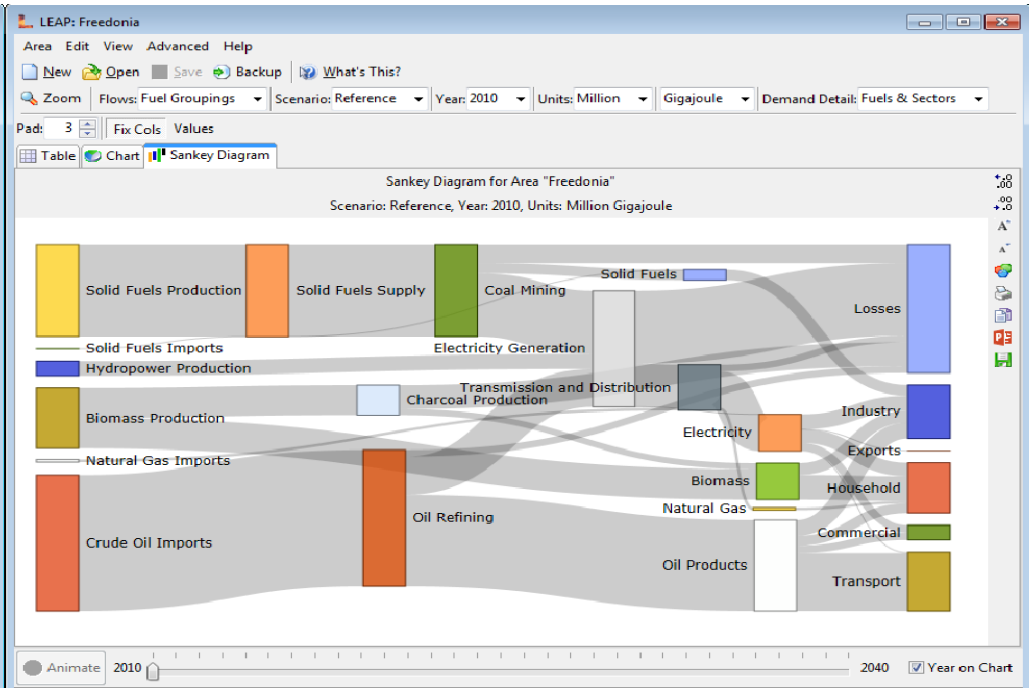 LEAP: Freedonia
Area Edit View Advanced Help
New Open Save Backup What's This?
Zoom Flows: Fuel Groupings Scenario: Reference Year: 2010 Units: Million Gigajoule Demand Detail: Fuels & Sectors
Pad: 3 Fix Cols Values
Table Chart Sankey Diagram
Sankey Diagram for Area "Freedonia"
Scenario: Reference, Year: 2010, Units: Million Gigajoule
Solid Fuels
Solid Fuels Production
Solid Fuels Supply
Coal Mining
Losses
Solid Fuels Imports
Electricity Generation
Hydropower Production
Transmission and Distribution
Charcoal Production
Biomass Production
Industry
Electricity
Exports
Natural Gas Imports
Biomass
Household
Natural Gas
Oil Refining
Commercial
Crude Oil Imports
Oil Products
Transport
Animate 2010 2040 Year on Chart